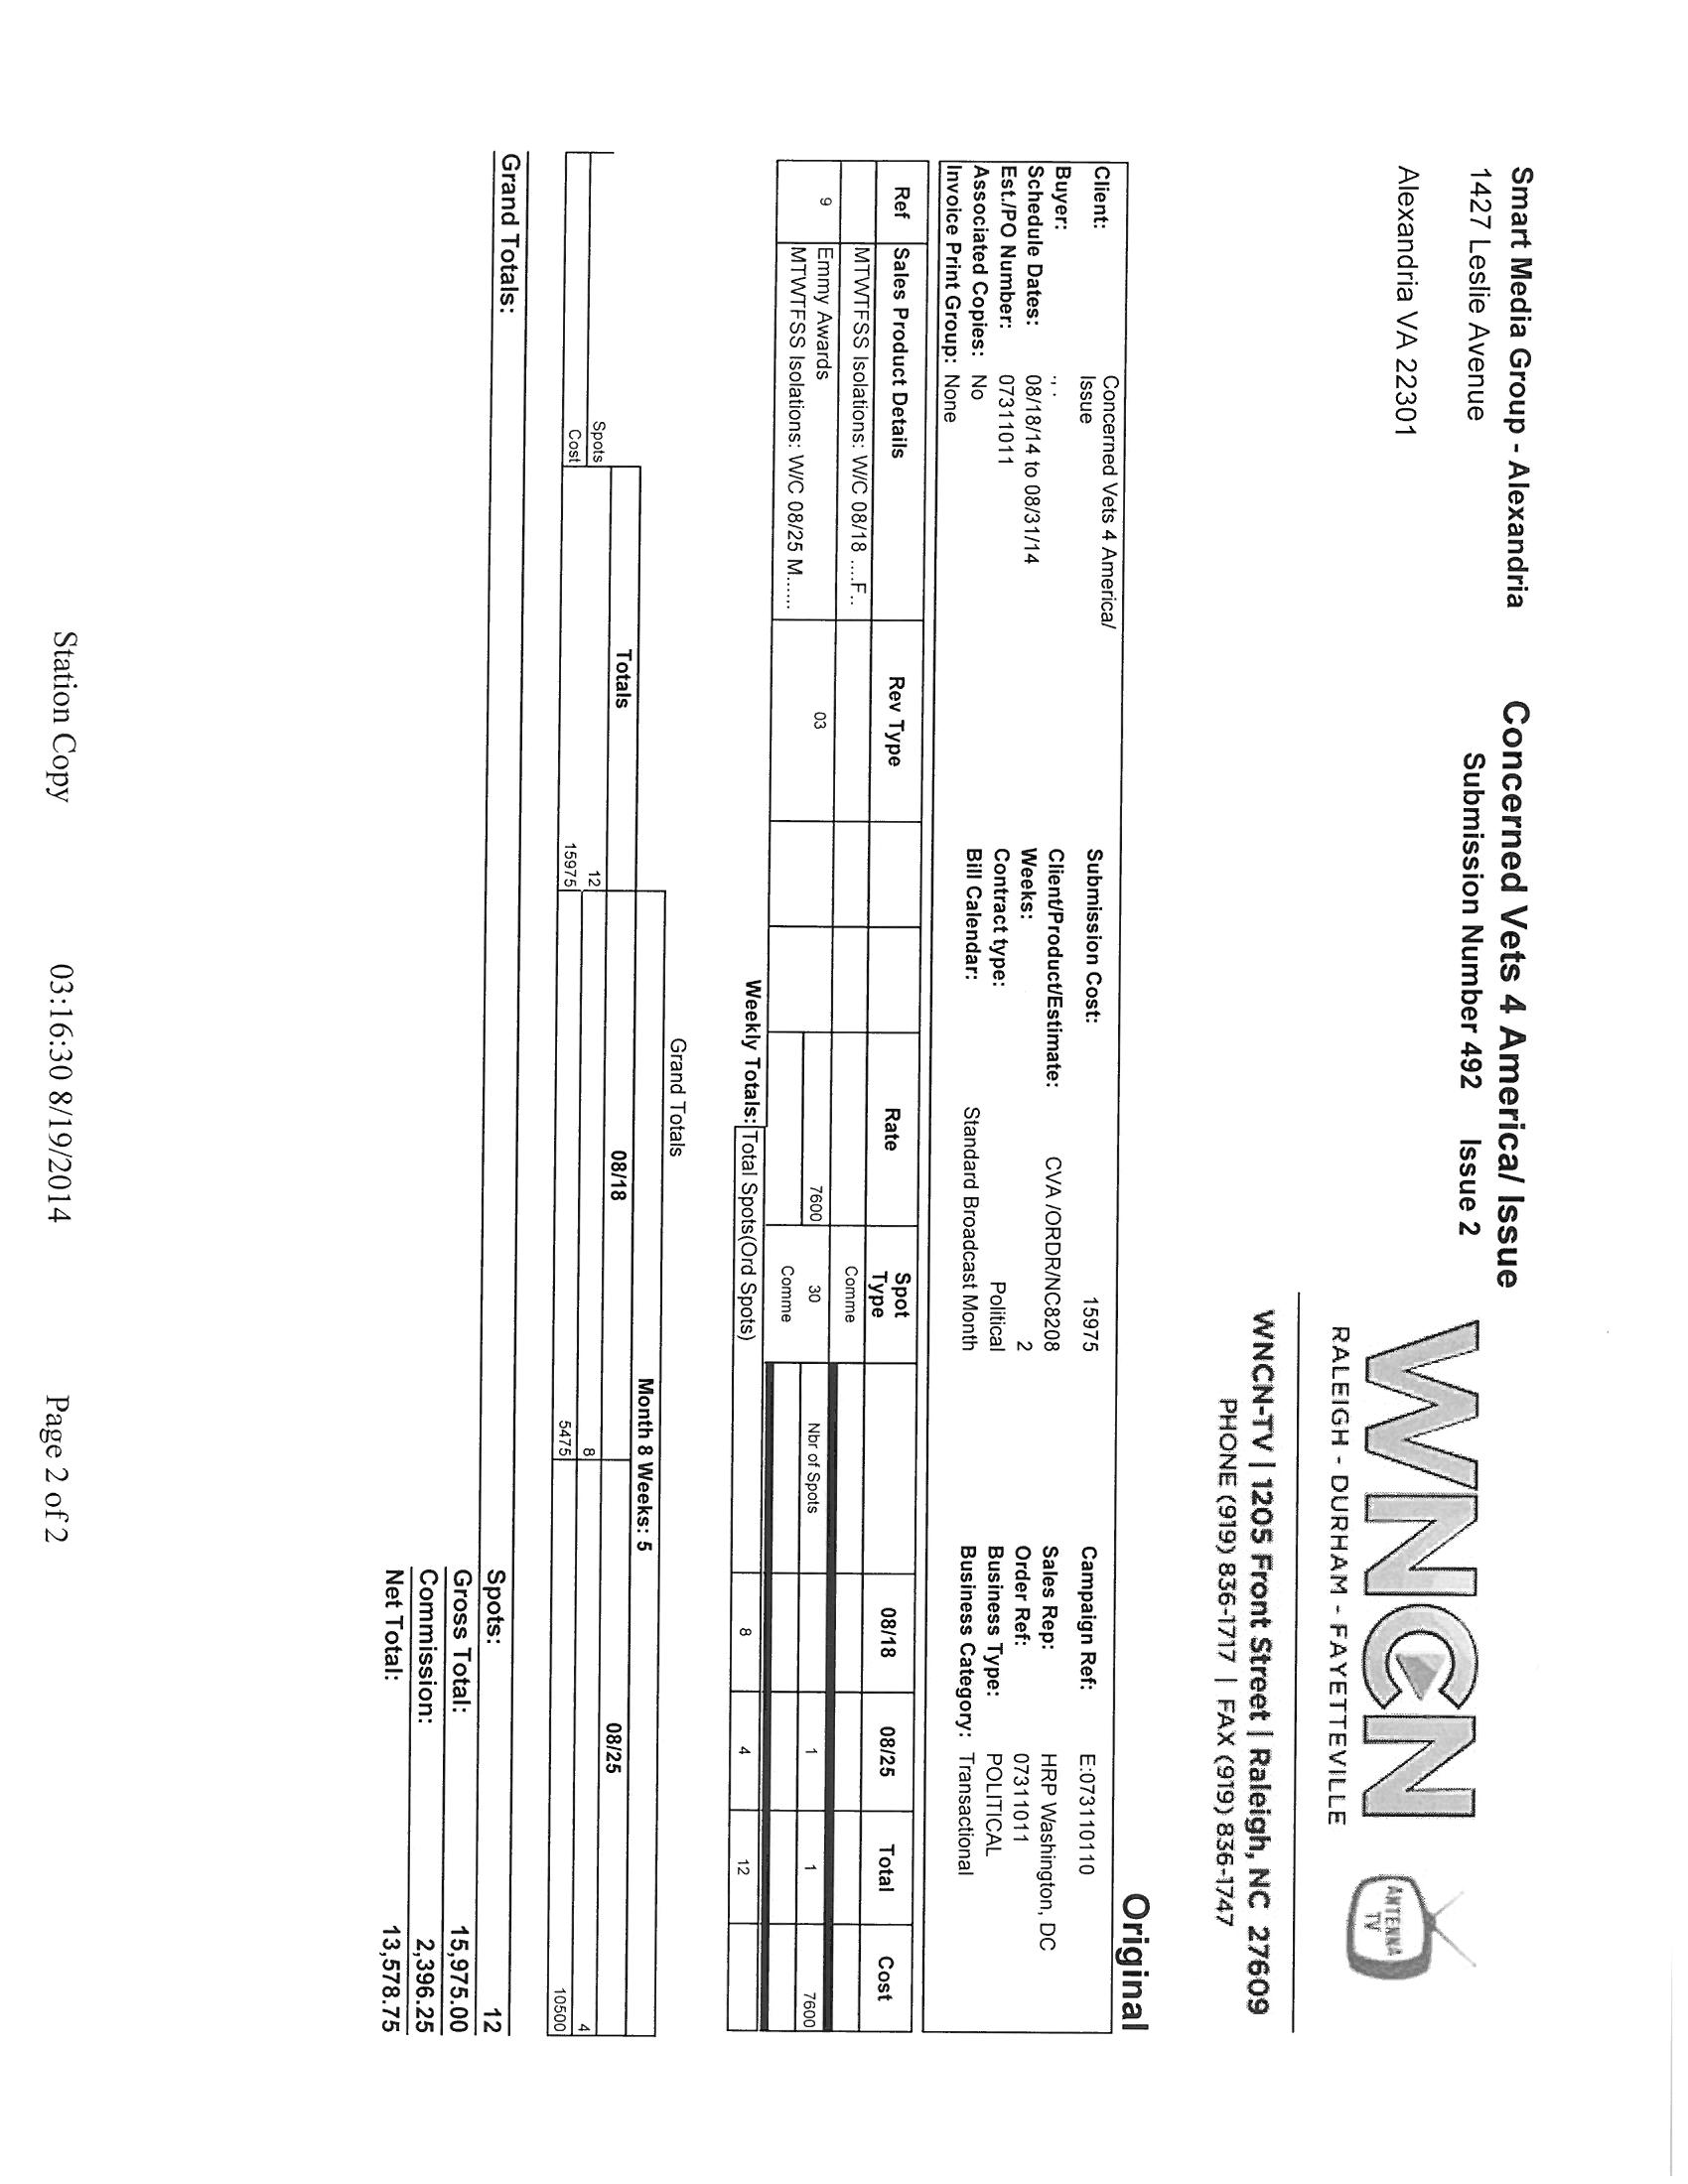 Smart Media Group - Alexandria
1427 Leslie Avenue
Alexandria VA 22301
Concerned Vets 4 America/ Issue
Submission Number 492 Issue 2
WNCN
RALEIGH - DURHAM - FAYETTEVILLE
ANTENNA TV
WNCN-TV | 1205 Front Street | Raleigh, NC 27609
PHONE (919) 836-1717 | FAX (919) 836-1747
Original
Client: Concerned Vets 4 America/ Issue
Buyer: , .
Schedule Dates: 08/18/14 to 08/31/14
Est./PO Number: 07311011
Associated Copies: No
Invoice Print Group: None
Submission Cost: 15975
Client/Product/Estimate: CVA /ORDR/NC8208
Weeks: 2
Contract type: Political
Bill Calendar: Standard Broadcast Month
Campaign Ref: E:073110110
Sales Rep: HRP Washington, DC
Order Ref: 07311011
Business Type: POLITICAL
Business Category: Transactional
Ref Sales Product Details Rev Type Rate Spot Type 08/18 08/25 Total Cost
MTWTFSS Isolations: W/C 08/18 ....F.. Comme
9 Emmy Awards 03 7600 30 Nbr of Spots 1 1 7600
MTWTFSS Isolations: W/C 08/25 M...... Comme
Weekly Totals: Total Spots(Ord Spots) 8 4 12
Grand Totals
Month 8 Weeks: 5
Totals 08/18 08/25
Spots 12 8 4
Cost 15975 5475 10500
Grand Totals:
Spots: 12
Gross Total: 15,975.00
Commission: 2,396.25
Net Total: 13,578.75
Station Copy 03:16:30 8/19/2014 Page 2 of 2